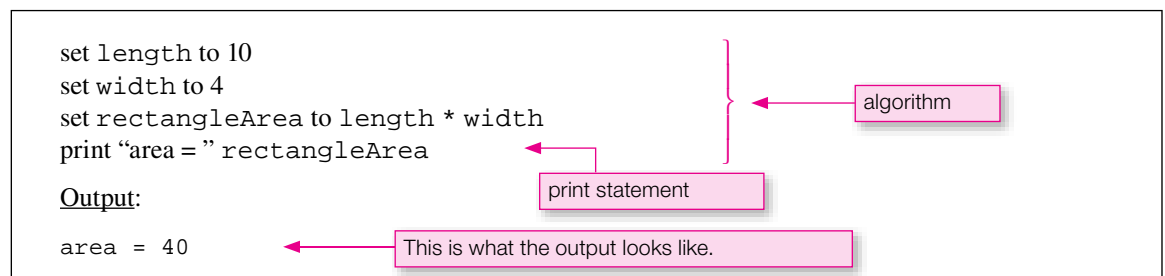 set length to 10
set width to 4
set rectangleArea to length * width
print “area = ” rectangleArea
algorithm
print statement
Output:
area = 40
This is what the output looks like.